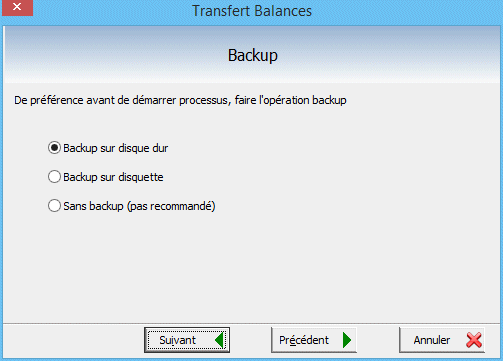 Transfert Balances
Backup
De préférence avant de démarrer processus, faire l'opération backup
Backup sur disque dur
Backup sur disquette
Sans backup (pas recommandé)
Suivant
Précédent
Annuler